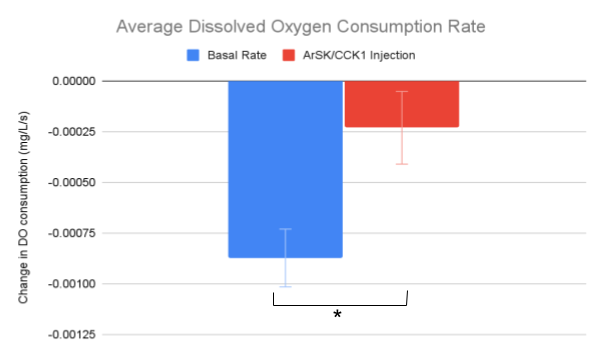 Average Dissolved Oxygen Consumption Rate
Basal Rate ArSK/CCK1 Injection
Change in DO consumption (mg/L/s)
0.00000
-0.00025
-0.00050
-0.00075
-0.00100
-0.00125
*